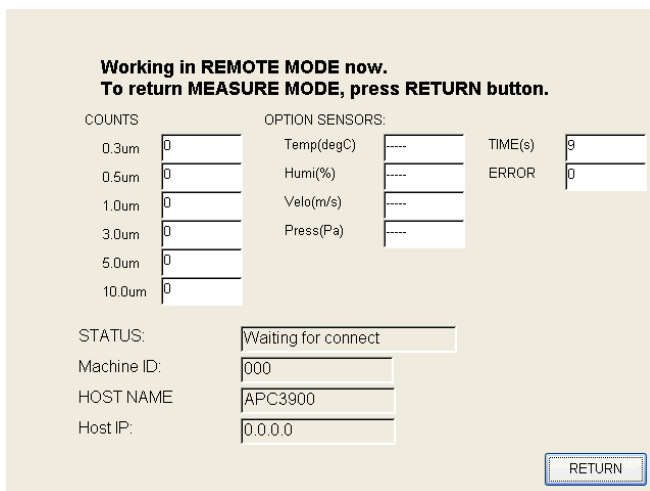 Working in REMOTE MODE now.
To return MEASURE MODE, press RETURN button.
COUNTS OPTION SENSORS:
0.3um 0 Temp(degC) ----- TIME(s) 9
0.5um 0 Humi(%) ----- ERROR 0
1.0um 0 Velo(m/s) -----
3.0um 0 Press(Pa) -----
5.0um 0
10.0um 0
STATUS: Waiting for connect
Machine ID: 000
HOST NAME APC3900
Host IP: 0.0.0.0
RETURN